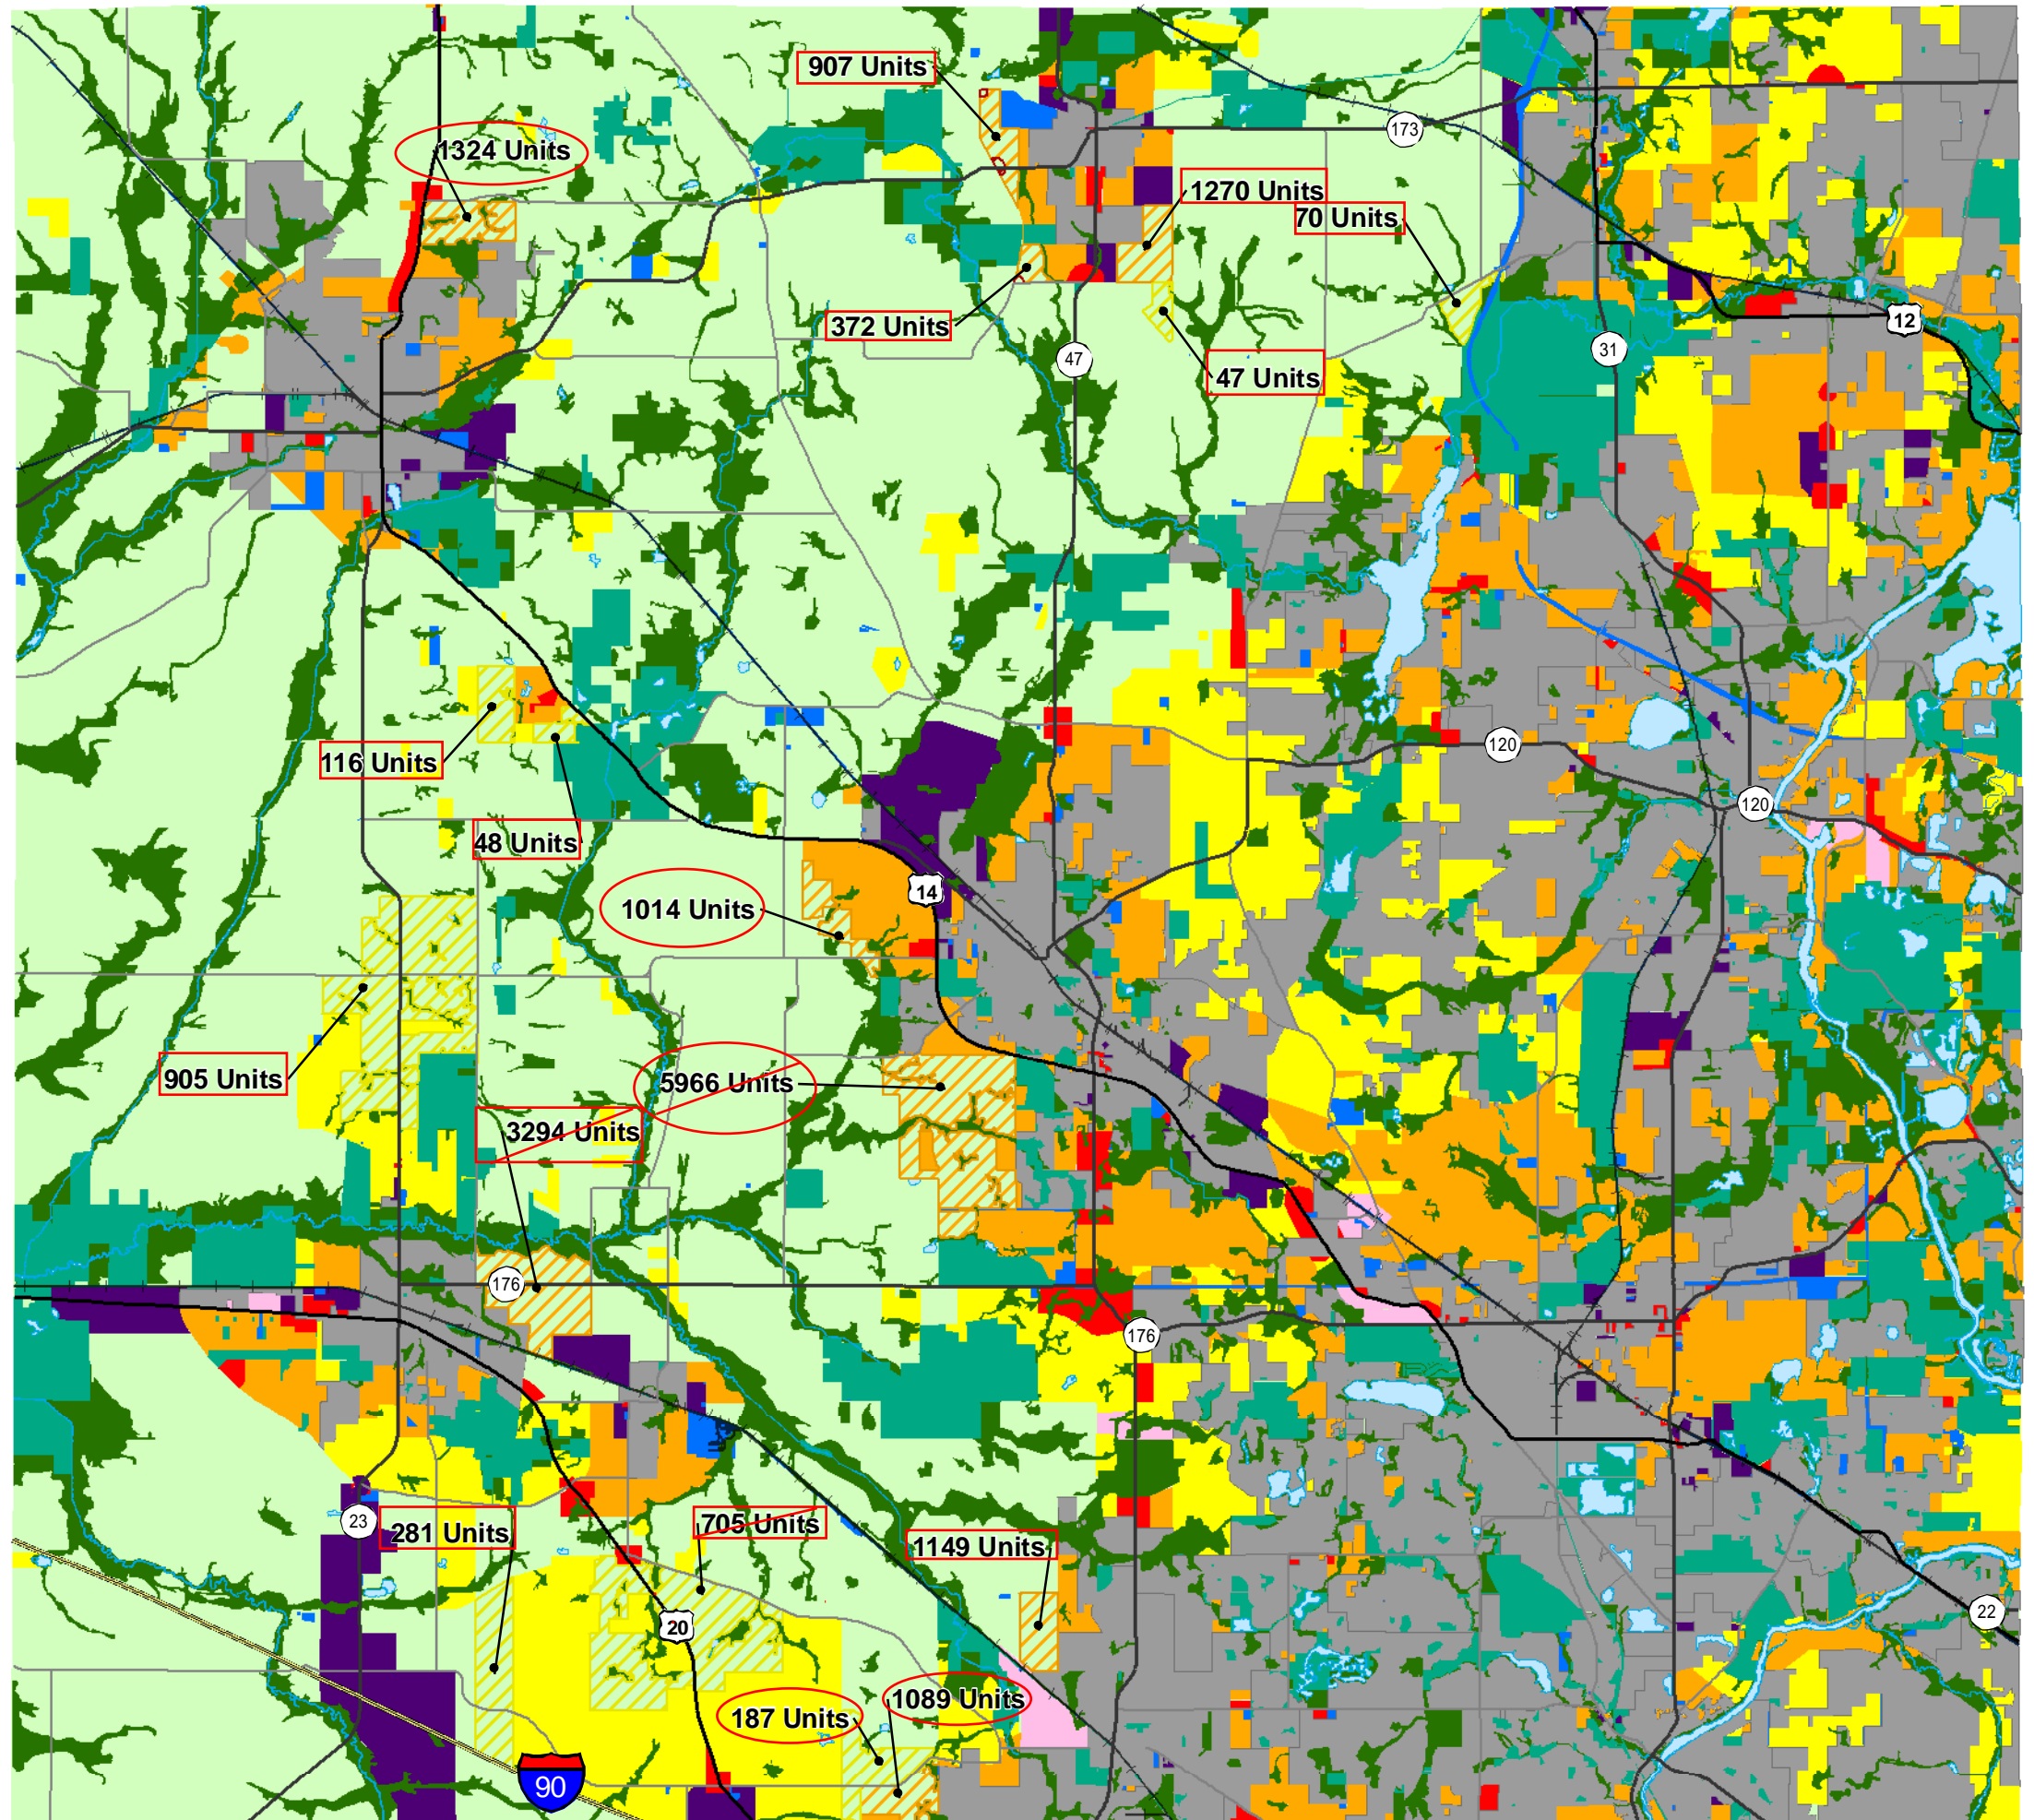 907 Units
173
1324 Units
1270 Units
70 Units
12
372 Units
31
47
47 Units
120
116 Units
120
48 Units
14
1014 Units
905 Units
5966 Units
3294 Units
176
176
23
281 Units
705 Units
1149 Units
22
20
1089 Units
187 Units
90